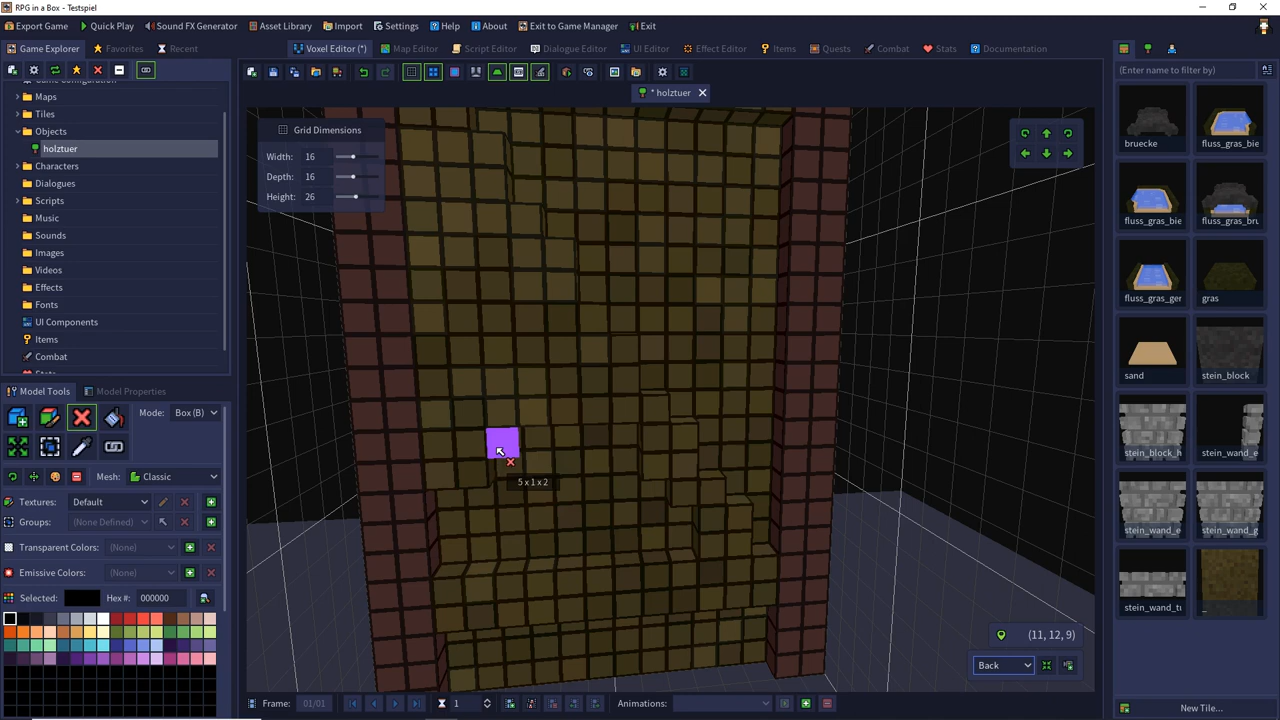 RPG in a Box - Testspiel
Export Game
Quick Play
Sound FX Generator
Asset Library
Import
Settings
Help
About
Exit to Game Manager
Exit
Game Explorer
Favorites
Recent
Voxel Editor (*)
Map Editor
Script Editor
Dialogue Editor
UI Editor
Effect Editor
Items
Quests
Combat
Stats
Documentation
* holztuer
(Enter name to filter by)
Maps
Tiles
Objects
holztuer
Characters
Dialogues
Scripts
Music
Sounds
Images
Videos
Effects
Fonts
UI Components
Items
Combat
Grid Dimensions
Width: 16
Depth: 16
Height: 26
5 x 1 x 2
bruecke
fluss_gras_bie
fluss_gras_bie
fluss_gras_bru
fluss_gras_ger
gras
sand
stein_block
stein_block_h
stein_wand_e
stein_wand_e
stein_wand_g
stein_wand_tu
_
Model Tools
Model Properties
Mode: Box (B)
Mesh: Classic
Textures: Default
Groups: (None Defined)
Transparent Colors: (None)
Emissive Colors: (None)
Selected:
Hex #: 000000
(11, 12, 9)
Back
Frame: 01/01
1
Animations:
New Tile...